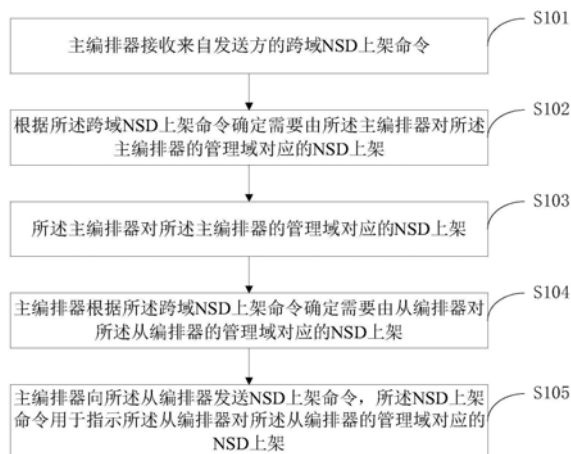 S101
主编排器接收来自发送方的跨域NSD上架命令
S102
根据所述跨域NSD上架命令确定需要由所述主编排器对所述
主编排器的管理域对应的NSD上架
S103
所述主编排器对所述主编排器的管理域对应的NSD上架
S104
主编排器根据所述跨域NSD上架命令确定需要由从编排器对
所述从编排器的管理域对应的NSD上架
S105
主编排器向所述从编排器发送NSD上架命令，所述NSD上架
命令用于指示所述从编排器对所述从编排器的管理域对应的
NSD上架